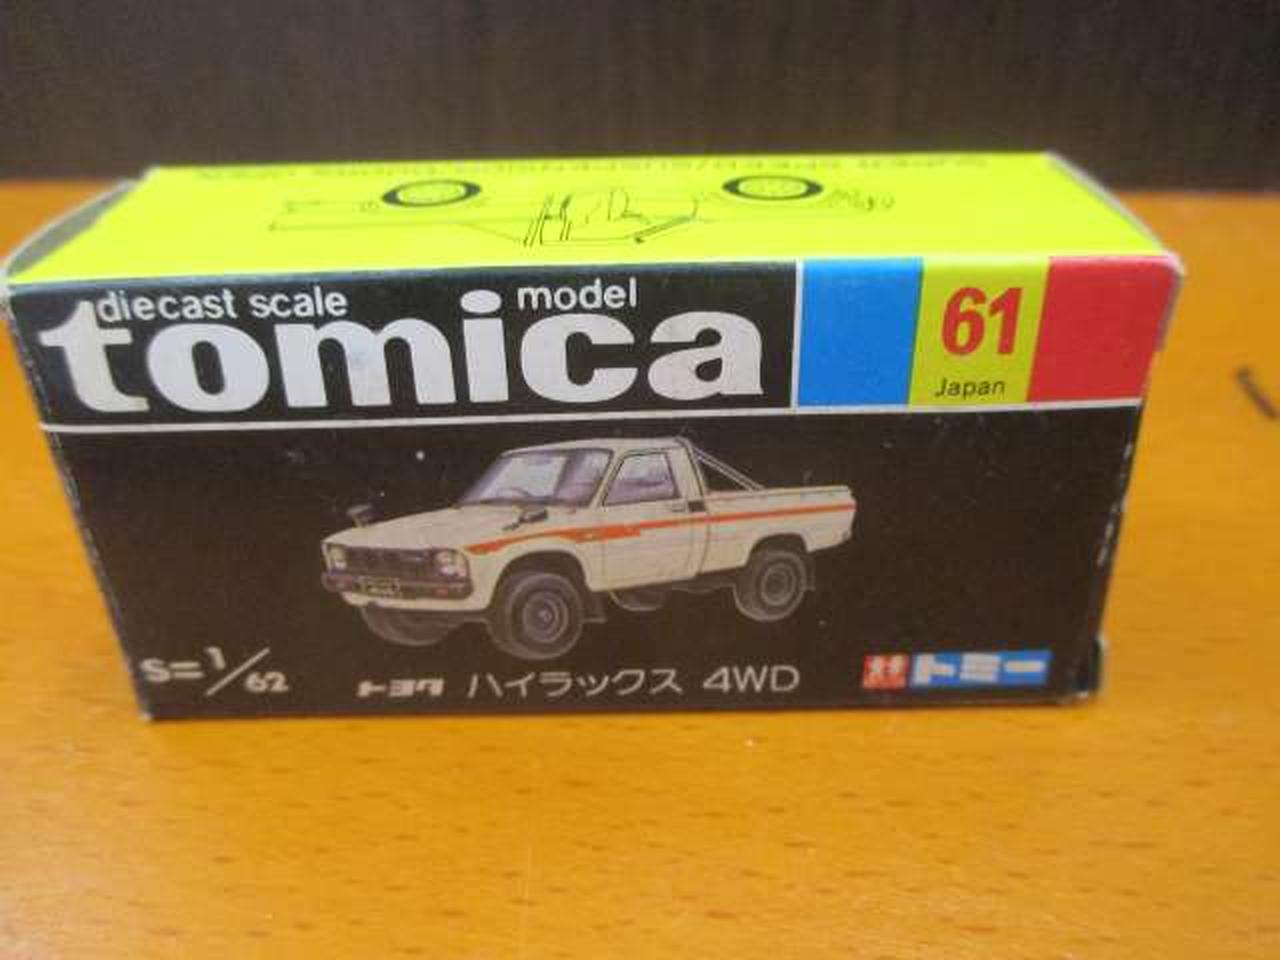 diecast scale model
tomica
61
Japan
S=1/62
トヨタ ハイラックス 4WD
トミー